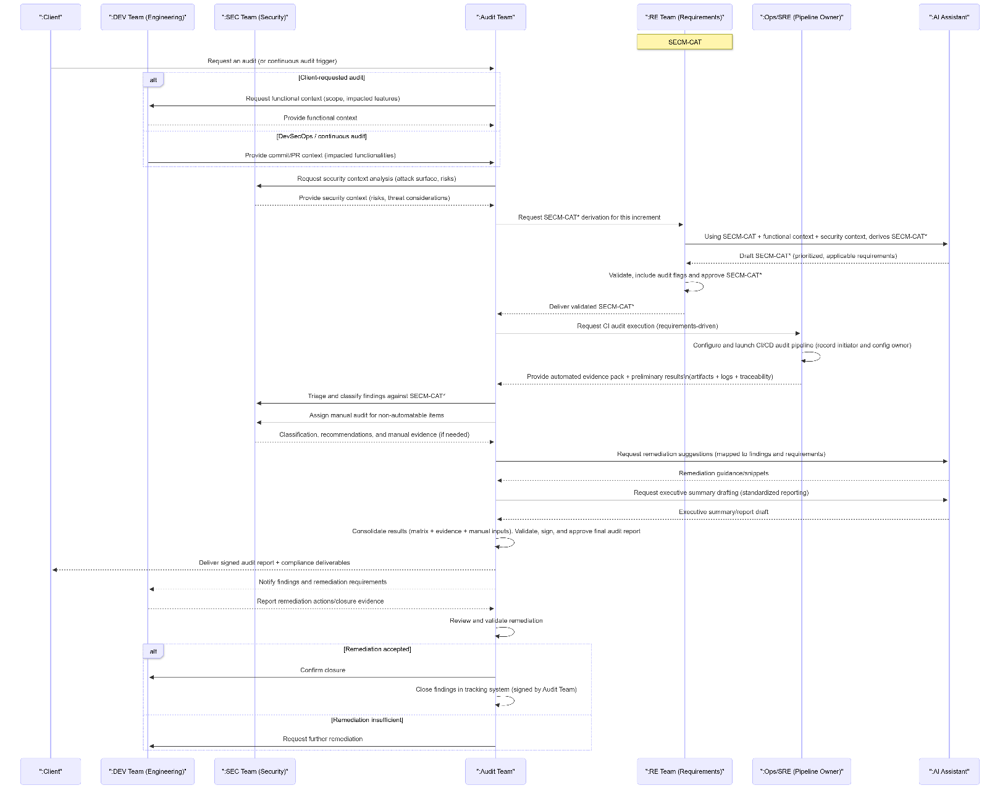 ":Client"
":DEV Team (Engineering)"
":SEC Team (Security)"
":Audit Team"
":RE Team (Requirements)"
":Ops/SRE (Pipeline Owner)"
":AI Assistant"
SECM-CAT
Request an audit (or continuous audit trigger)
alt
[Client-requested audit]
Request functional context (scope, impacted features)
Provide functional context
[DevSecOps / continuous audit]
Provide commit/PR context (impacted functionalities)
Request security context analysis (attack surface, risks)
Provide security context (risks, threat considerations)
Request SECM-CAT* derivation for this increment
Using SECM-CAT + functional context + security context, derives SECM-CAT*
Draft SECM-CAT* (prioritized, applicable requirements)
Validate, include audit flags and approve SECM-CAT*
Deliver validated SECM-CAT*
Request CI audit execution (requirements-driven)
Configure and launch CI/CD audit pipeline (record initiator and config owner)
Provide automated evidence pack + preliminary results\n(artifacts + logs + traceability)
Triage and classify findings against SECM-CAT*
Assign manual audit for non-automatable items
Classification, recommendations, and manual evidence (if needed)
Request remediation suggestions (mapped to findings and requirements)
Remediation guidance/snippets
Request executive summary drafting (standardized reporting)
Executive summary/report draft
Consolidate results (matrix + evidence + manual inputs). Validate, sign, and approve final audit report
Deliver signed audit report + compliance deliverables
Notify findings and remediation requirements
Report remediation actions/closure evidence
Review and validate remediation
alt
[Remediation accepted]
Confirm closure
Close findings in tracking system (signed by Audit Team)
[Remediation insufficient]
Request further remediation
":Client"
":DEV Team (Engineering)"
":SEC Team (Security)"
":Audit Team"
":RE Team (Requirements)"
":Ops/SRE (Pipeline Owner)"
":AI Assistant"